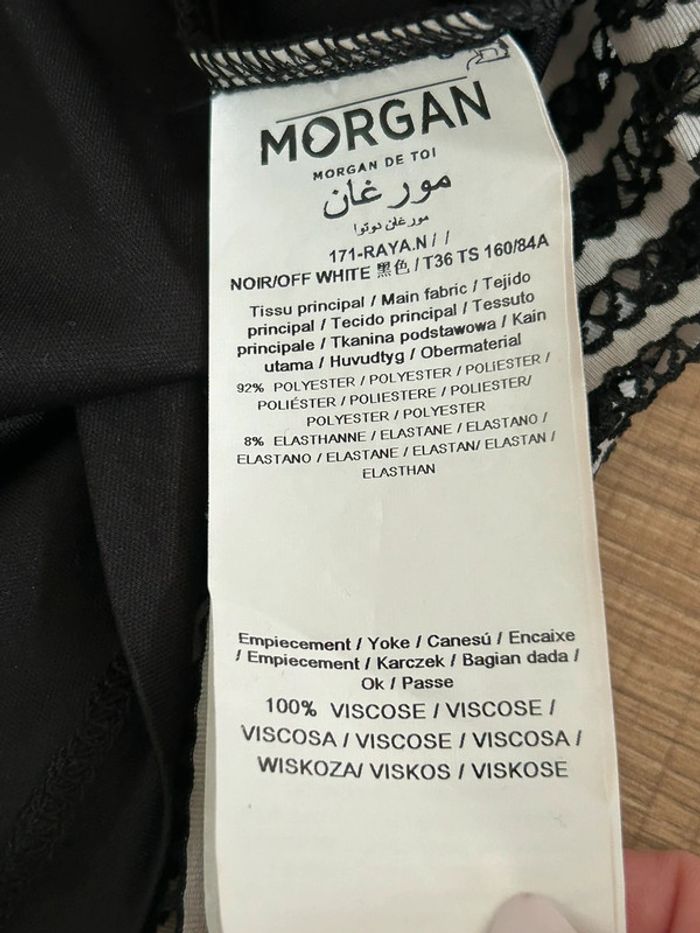 MORGAN
MORGAN DE TOI
مورغان
مورغان دوتوا
171-RAYA.N / /
NOIR/OFF WHITE 黑色 / T36 TS 160/84A
Tissu principal / Main fabric / Tejido
principal / Tecido principal / Tessuto
principale / Tkanina podstawowa / Kain
utama / Huvudtyg / Obermaterial
92% POLYESTER / POLYESTER / POLIESTER /
POLIÉSTER / POLIESTERE / POLIESTER/
POLYESTER / POLYESTER
8% ELASTHANNE / ELASTANE / ELASTANO /
ELASTANO / ELASTANE / ELASTAN/ ELASTAN /
ELASTHAN
Empiecement / Yoke / Canesú / Encaixe
/ Empiecement / Karczek / Bagian dada /
Ok / Passe
100% VISCOSE / VISCOSE /
VISCOSA / VISCOSE / VISCOSA /
WISKOZA/ VISKOS / VISKOSE